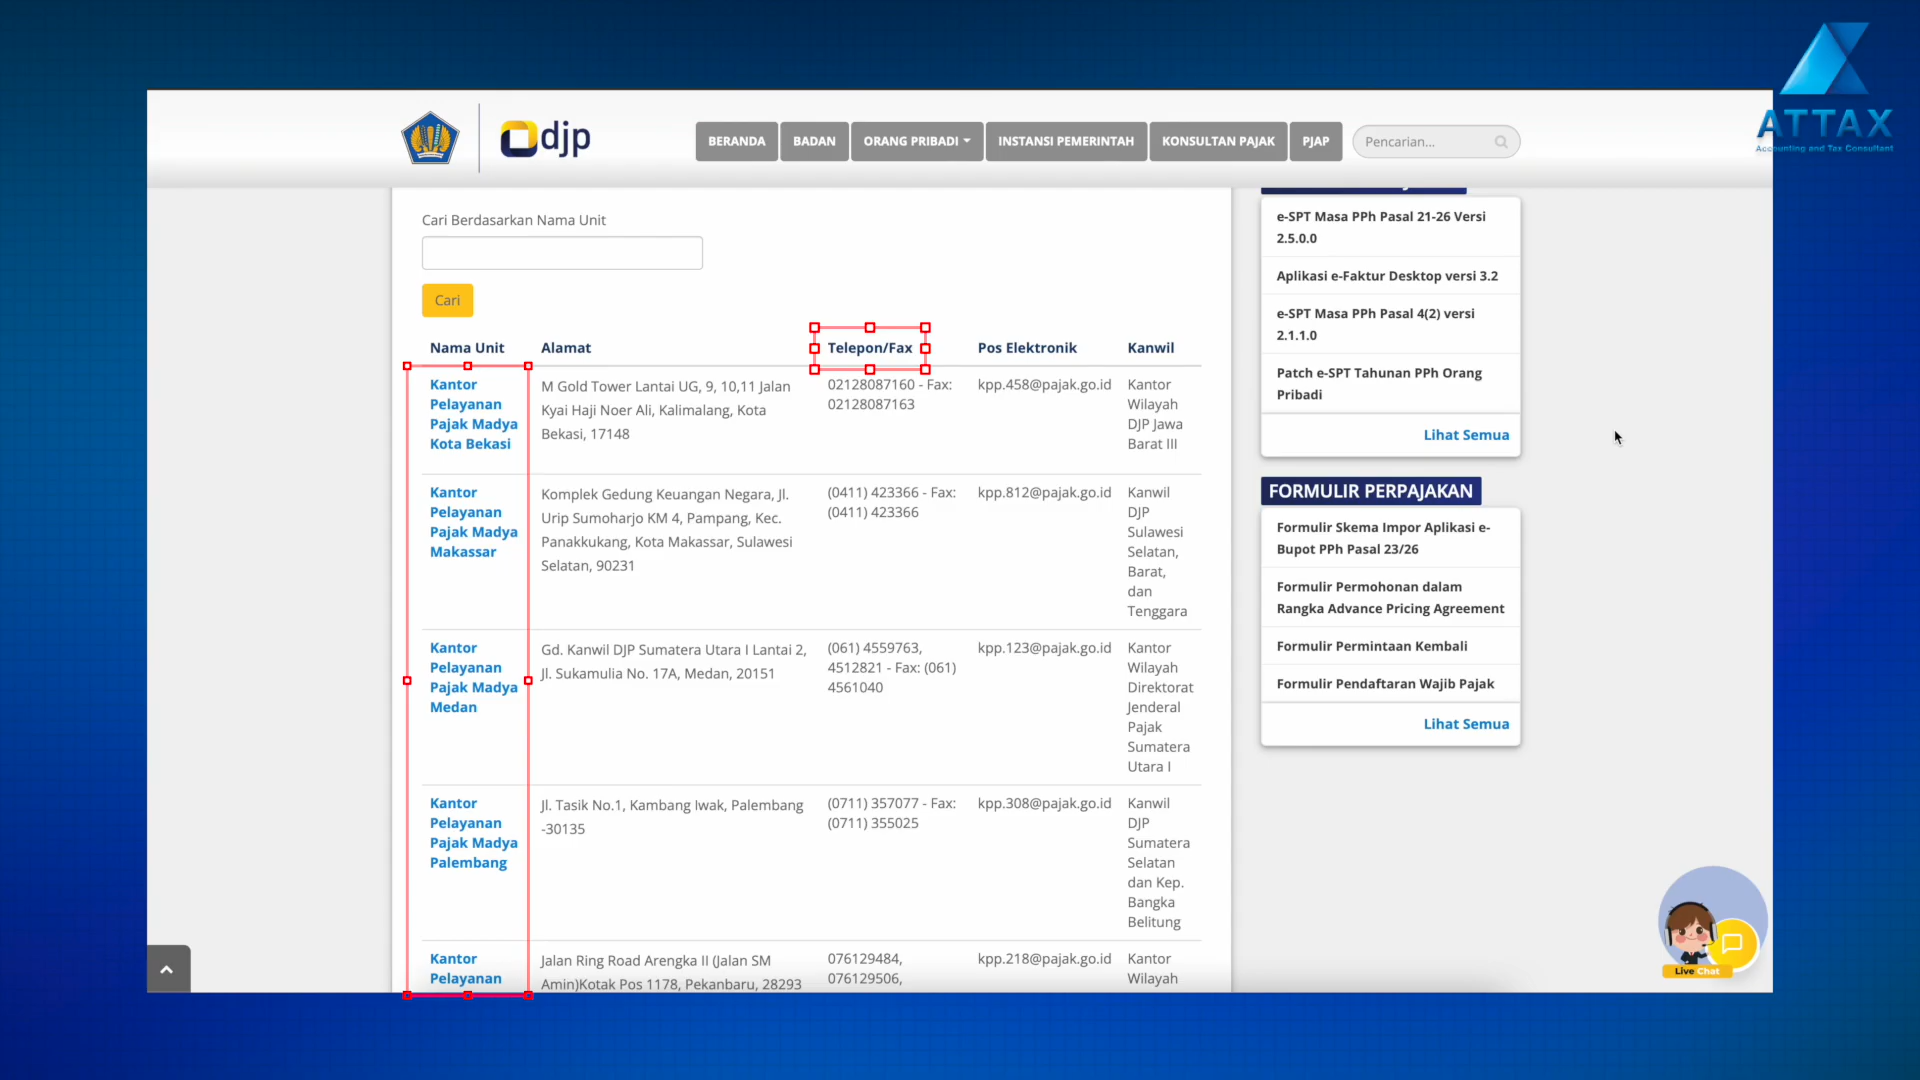 ATTAX
Accounting and Tax Consultant
djp
BERANDA
BADAN
ORANG PRIBADI
INSTANSI PEMERINTAH
KONSULTAN PAJAK
PJAP
Pencarian...
Cari Berdasarkan Nama Unit
Cari
Nama Unit
Alamat
Telepon/Fax
Pos Elektronik
Kanwil
Kantor
Pelayanan
Pajak Madya
Kota Bekasi
M Gold Tower Lantai UG, 9, 10,11 Jalan
Kyai Haji Noer Ali, Kalimalang, Kota
Bekasi, 17148
02128087160 - Fax:
02128087163
kpp.458@pajak.go.id
Kantor
Wilayah
DJP Jawa
Barat III
Kantor
Pelayanan
Pajak Madya
Makassar
Komplek Gedung Keuangan Negara, Jl.
Urip Sumoharjo KM 4, Pampang, Kec.
Panakkukang, Kota Makassar, Sulawesi
Selatan, 90231
(0411) 423366 - Fax:
(0411) 423366
kpp.812@pajak.go.id
Kanwil
DJP
Sulawesi
Selatan,
Barat,
dan
Tenggara
Kantor
Pelayanan
Pajak Madya
Medan
Gd. Kanwil DJP Sumatera Utara I Lantai 2,
Jl. Sukamulia No. 17A, Medan, 20151
(061) 4559763,
4512821 - Fax: (061)
4561040
kpp.123@pajak.go.id
Kantor
Wilayah
Direktorat
Jenderal
Pajak
Sumatera
Utara I
Kantor
Pelayanan
Pajak Madya
Palembang
Jl. Tasik No.1, Kambang Iwak, Palembang
-30135
(0711) 357077 - Fax:
(0711) 355025
kpp.308@pajak.go.id
Kanwil
DJP
Sumatera
Selatan
dan Kep.
Bangka
Belitung
Kantor
Pelayanan
Jalan Ring Road Arengka II (Jalan SM
Amin)Kotak Pos 1178, Pekanbaru, 28293
076129484,
076129506,
kpp.218@pajak.go.id
Kantor
Wilayah
e-SPT Masa PPh Pasal 21-26 Versi
2.5.0.0
Aplikasi e-Faktur Desktop versi 3.2
e-SPT Masa PPh Pasal 4(2) versi
2.1.1.0
Patch e-SPT Tahunan PPh Orang
Pribadi
Lihat Semua
FORMULIR PERPAJAKAN
Formulir Skema Impor Aplikasi e-
Bupot PPh Pasal 23/26
Formulir Permohonan dalam
Rangka Advance Pricing Agreement
Formulir Permintaan Kembali
Formulir Pendaftaran Wajib Pajak
Lihat Semua
Live Chat